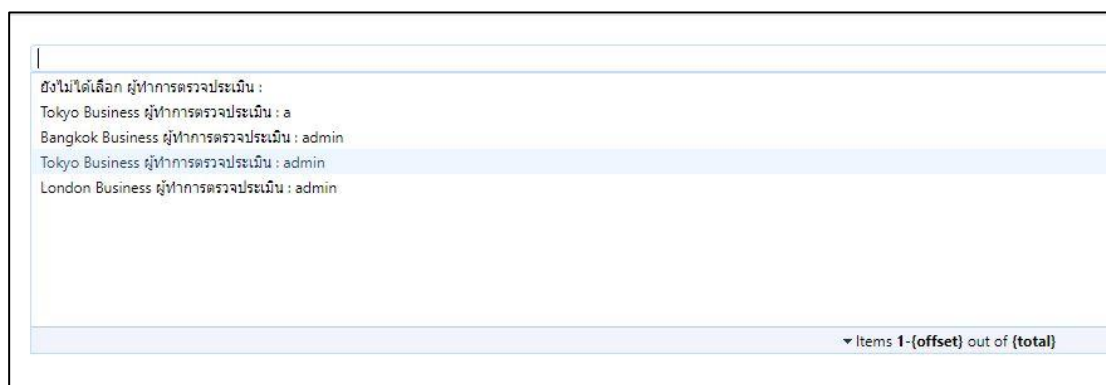 ยังไม่ได้เลือก ผู้ทำการตรวจประเมิน :
Tokyo Business ผู้ทำการตรวจประเมิน : a
Bangkok Business ผู้ทำการตรวจประเมิน : admin
Tokyo Business ผู้ทำการตรวจประเมิน : admin
London Business ผู้ทำการตรวจประเมิน : admin
Items 1-{offset} out of {total}